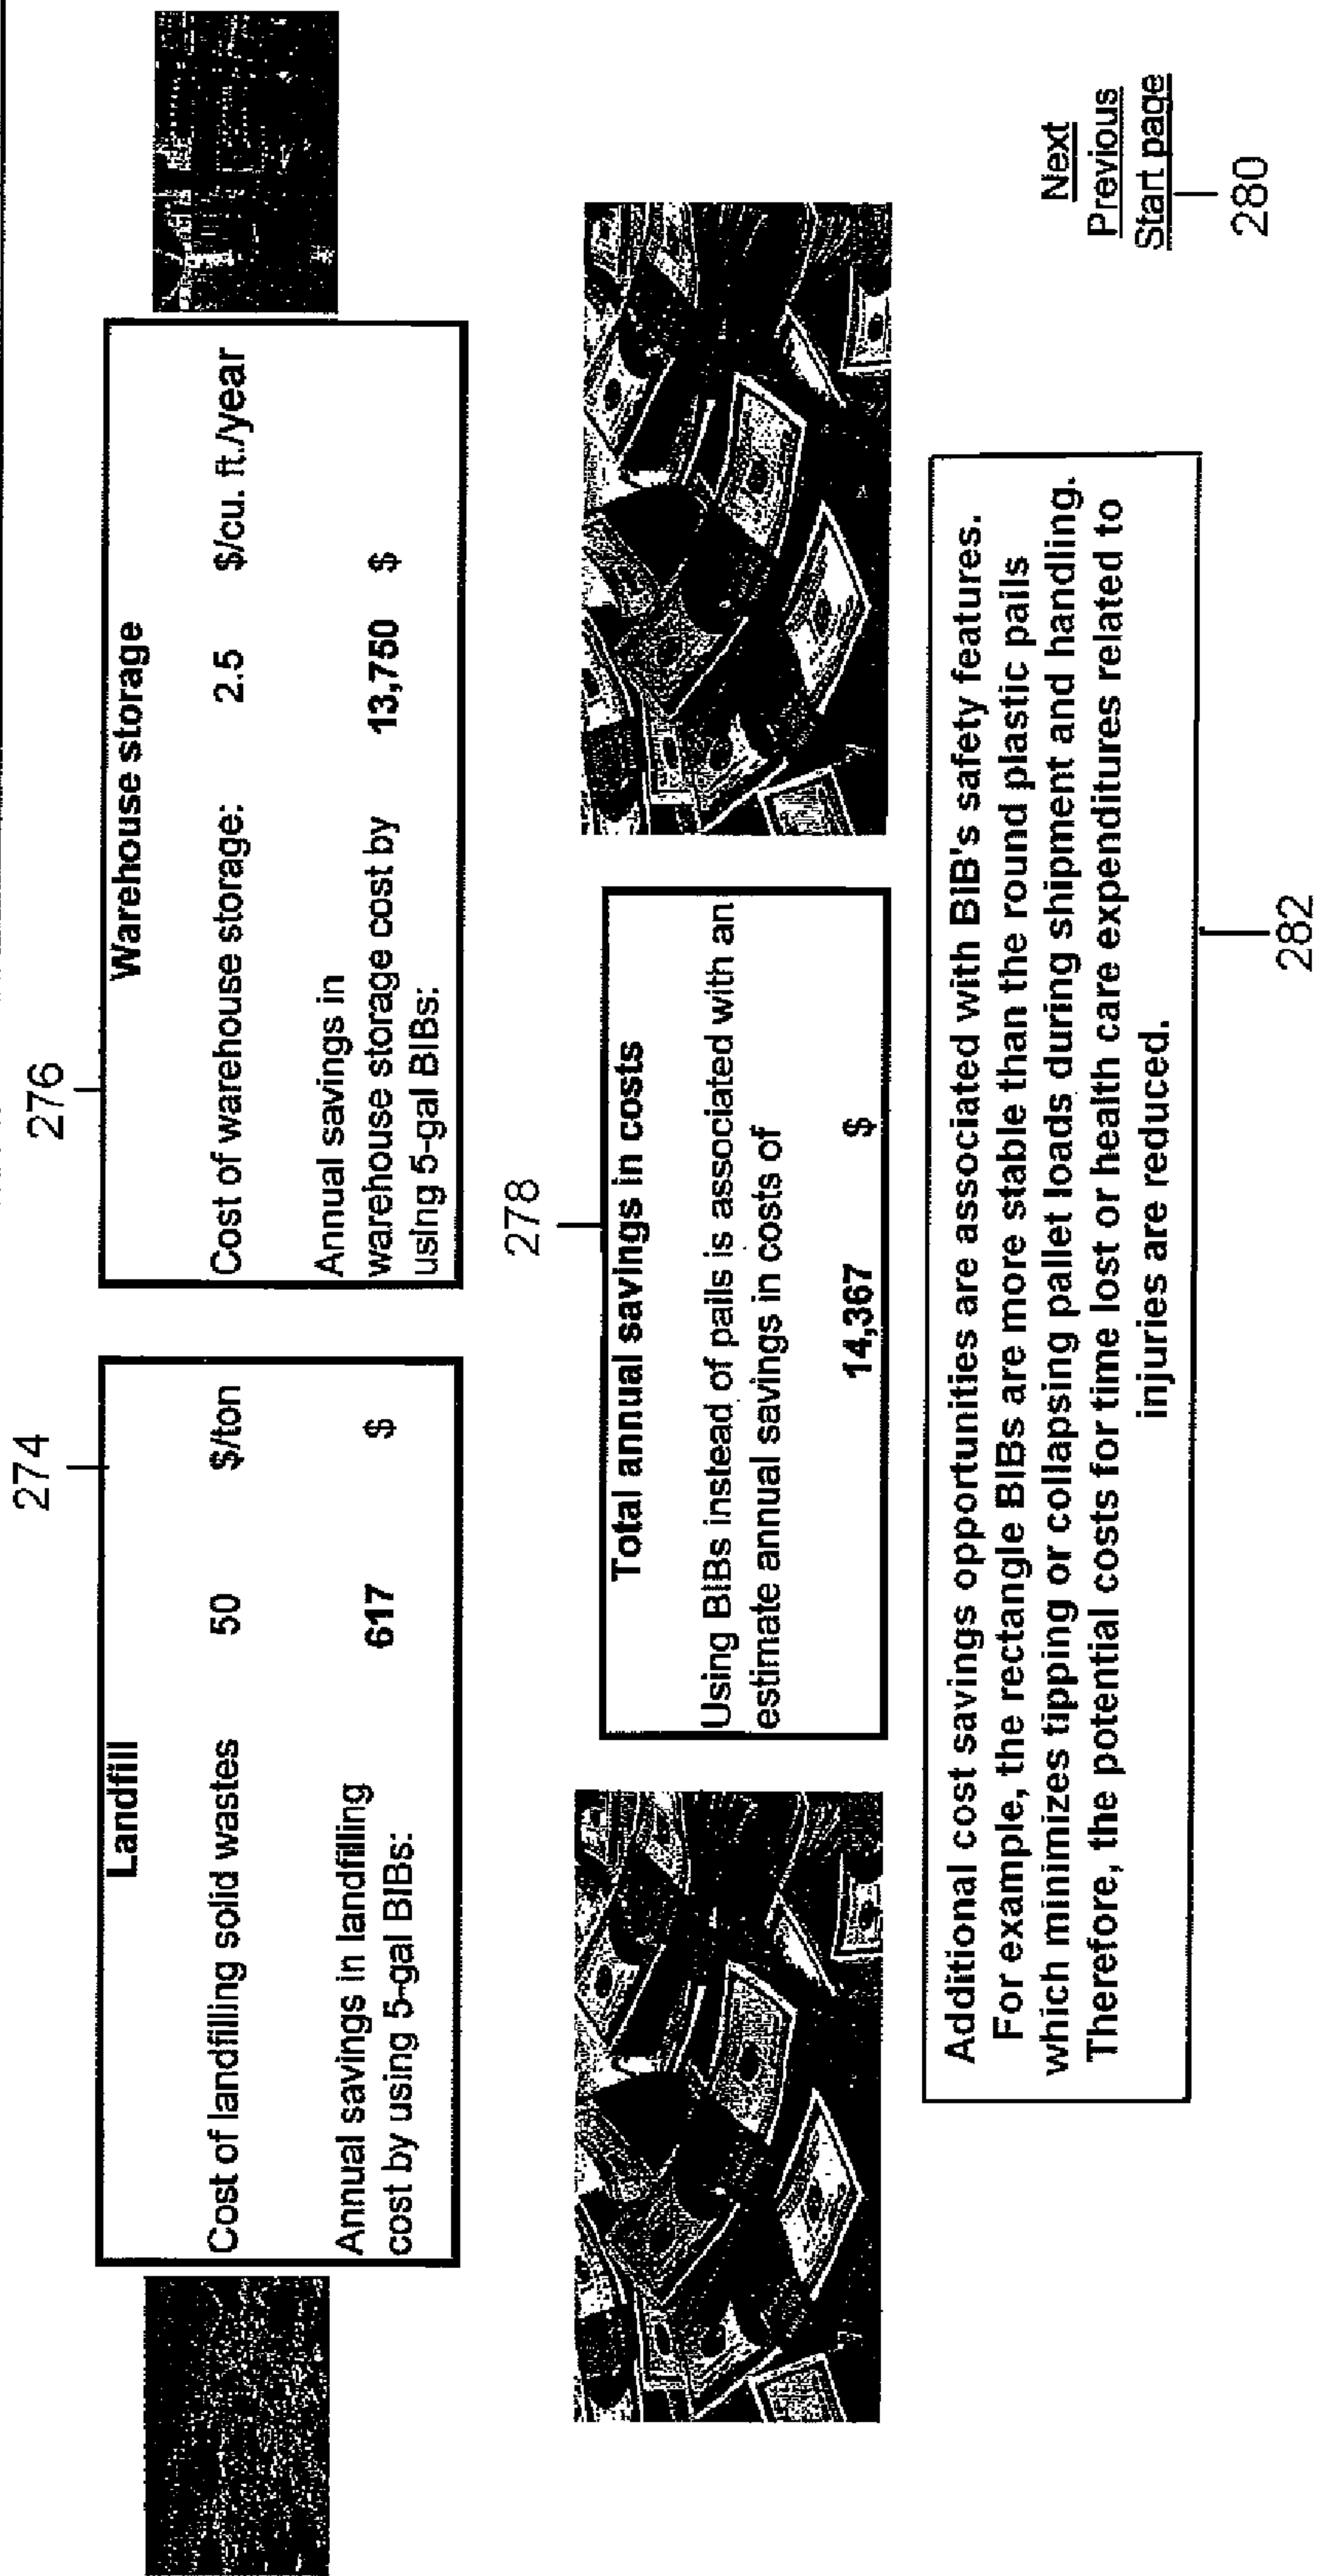 274
276
Landfill
Cost of landfilling solid wastes 50 $/ton
Annual savings in landfilling
cost by using 5-gal BIBs: 617 $
Warehouse storage
Cost of warehouse storage: 2.5 $/cu. ft./year
Annual savings in
warehouse storage cost by 13,750 $
using 5-gal BIBs:
278
Total annual savings in costs
Using BIBs instead of pails is associated with an
estimate annual savings in costs of
14,367 $
Additional cost savings opportunities are associated with BIB's safety features.
For example, the rectangle BIBs are more stable than the round plastic pails
which minimizes tipping or collapsing pallet loads during shipment and handling.
Therefore, the potential costs for time lost or health care expenditures related to
injuries are reduced.
282
Next
Previous
Start page
280